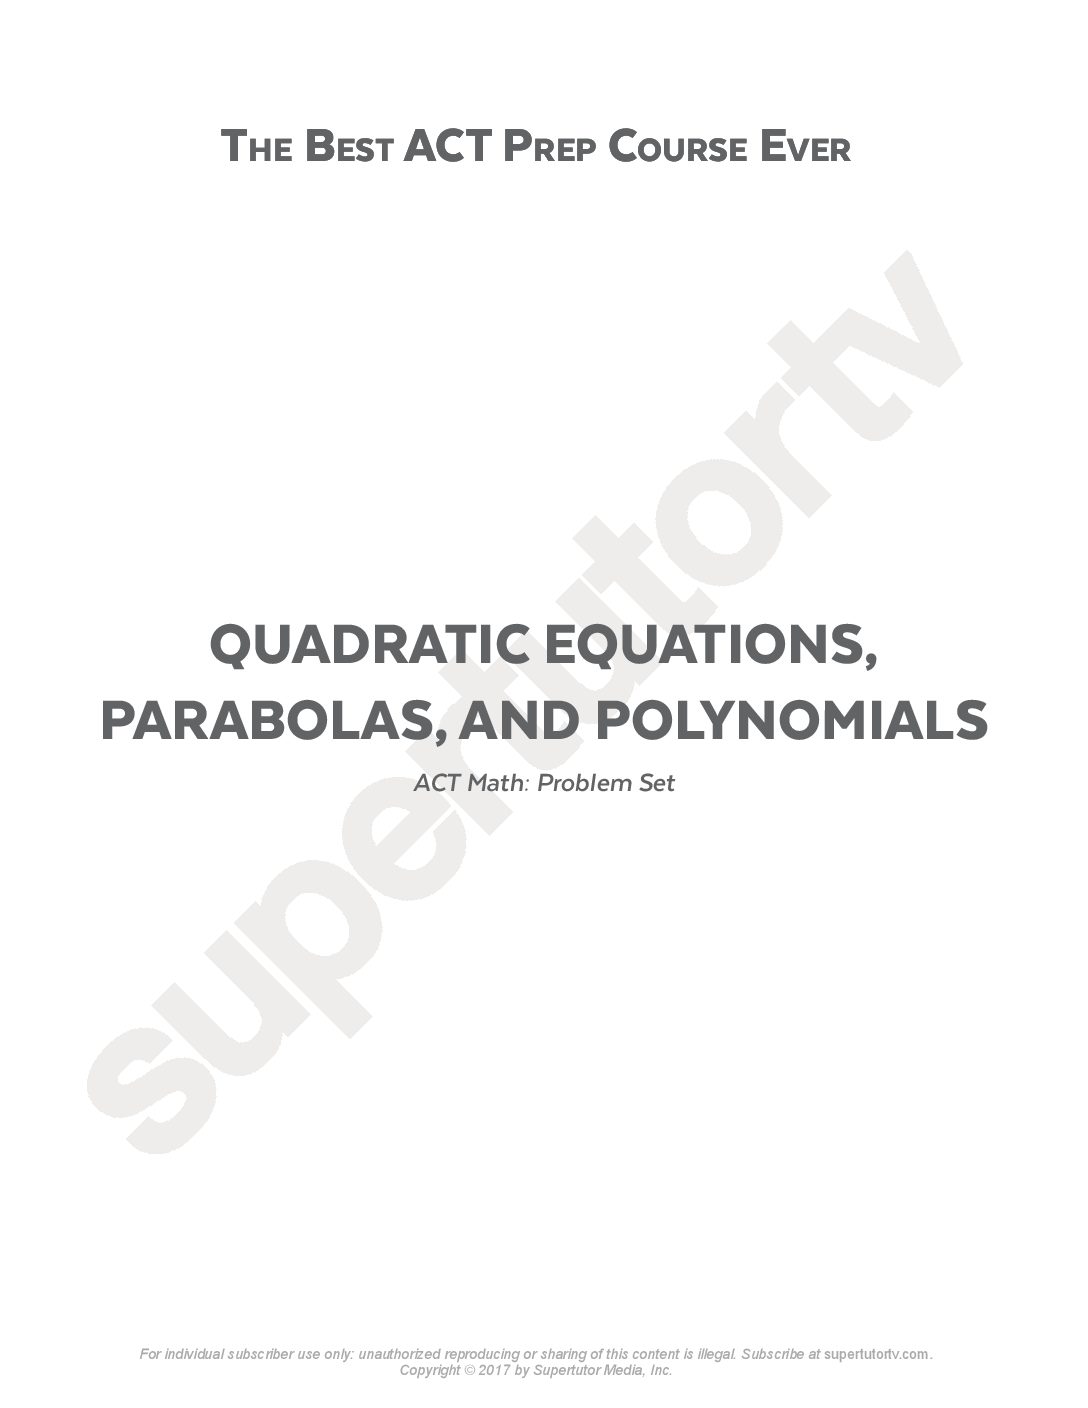 THE BEST ACT PREP COURSE EVER
supertutortv
QUADRATIC EQUATIONS,
PARABOLAS, AND POLYNOMIALS
ACT Math: Problem Set
For individual subscriber use only: unauthorized reproducing or sharing of this content is illegal. Subscribe at supertutortv.com.
Copyright © 2017 by Supertutor Media, Inc.